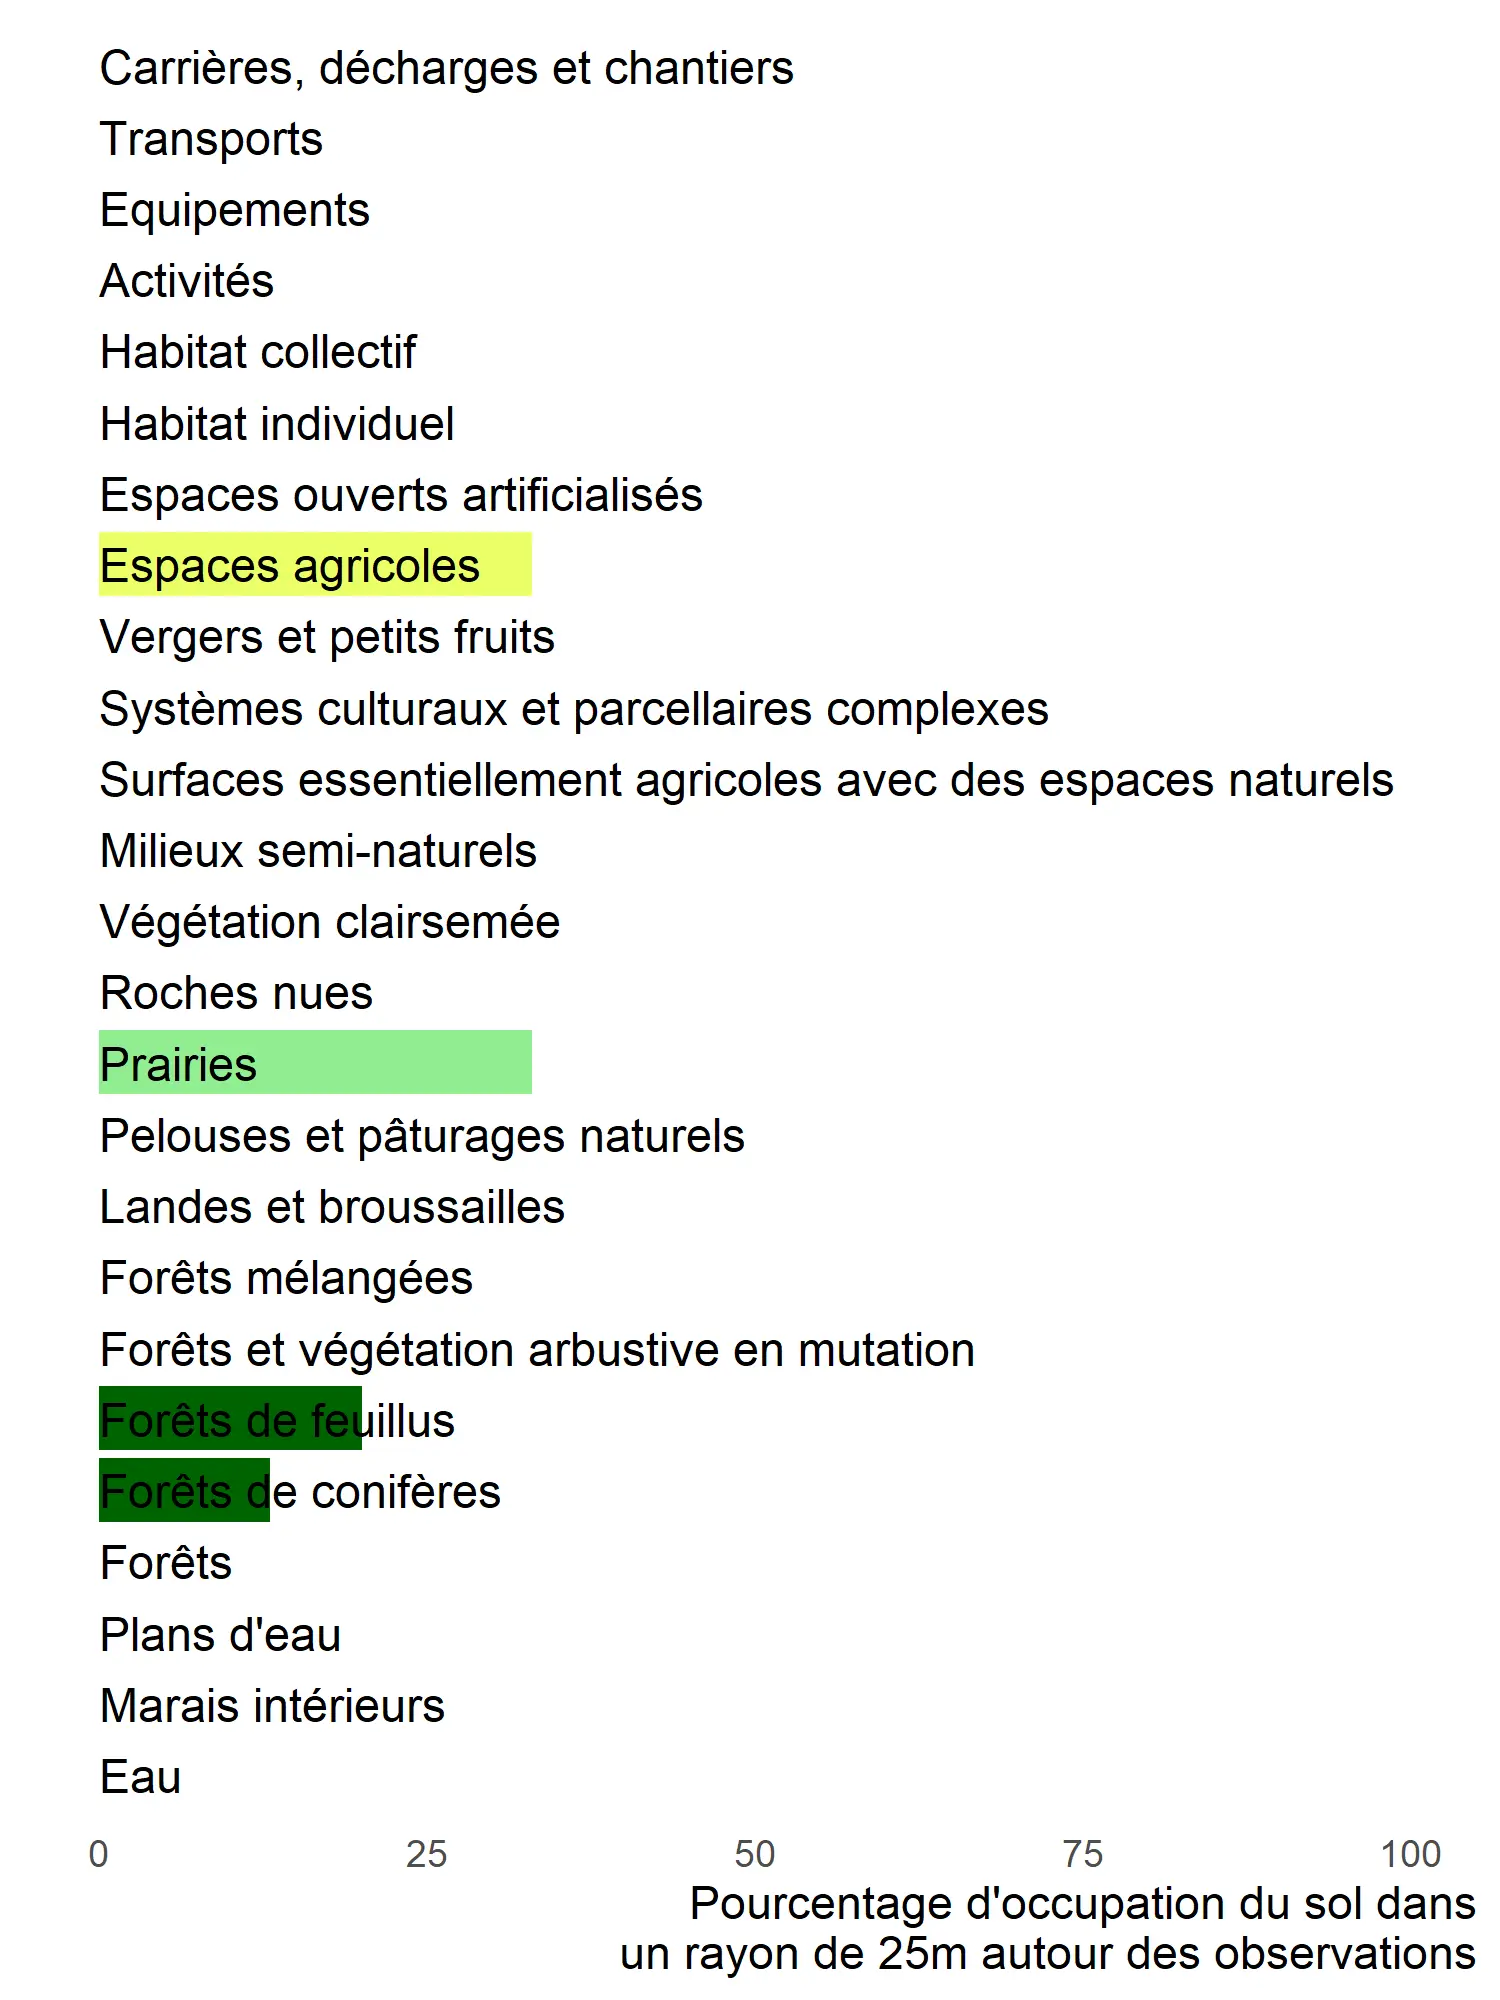 Carrières, décharges et chantiers
Transports
Equipements
Activités
Habitat collectif
Habitat individuel
Espaces ouverts artificialisés
Espaces agricoles
Vergers et petits fruits
Systèmes culturaux et parcellaires complexes
Surfaces essentiellement agricoles avec des espaces naturels
Milieux semi-naturels
Végétation clairsemée
Roches nues
Prairies
Pelouses et pâturages naturels
Landes et broussailles
Forêts mélangées
Forêts et végétation arbustive en mutation
Forêts de feuillus
Forêts de conifères
Forêts
Plans d'eau
Marais intérieurs
Eau
0 25 50 75 100
Pourcentage d'occupation du sol dans
un rayon de 25m autour des observations